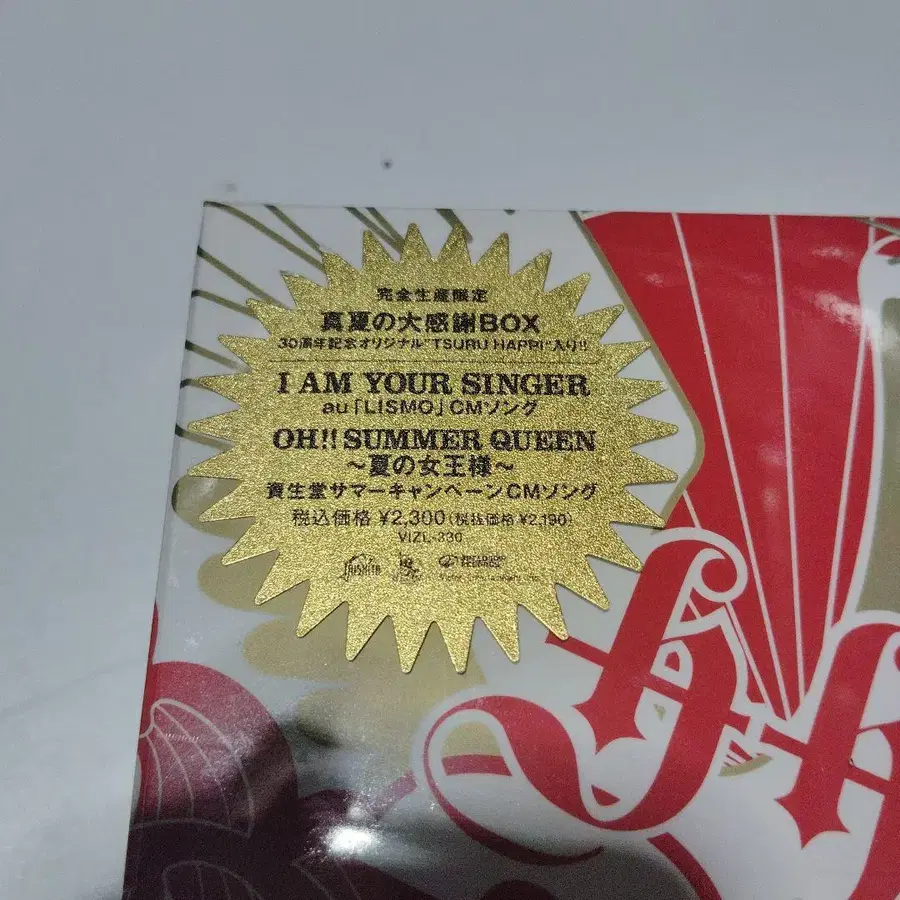 完全生産限定
真夏の大感謝BOX
30周年記念オリジナル"TSURU HAPPI"入り!!
I AM YOUR SINGER
au「LISMO」CMソング
OH!! SUMMER QUEEN
~夏の女王様~
資生堂サマーキャンペーンCMソング
税込価格 ¥2,300(税抜価格 ¥2,190)
VIZL-330